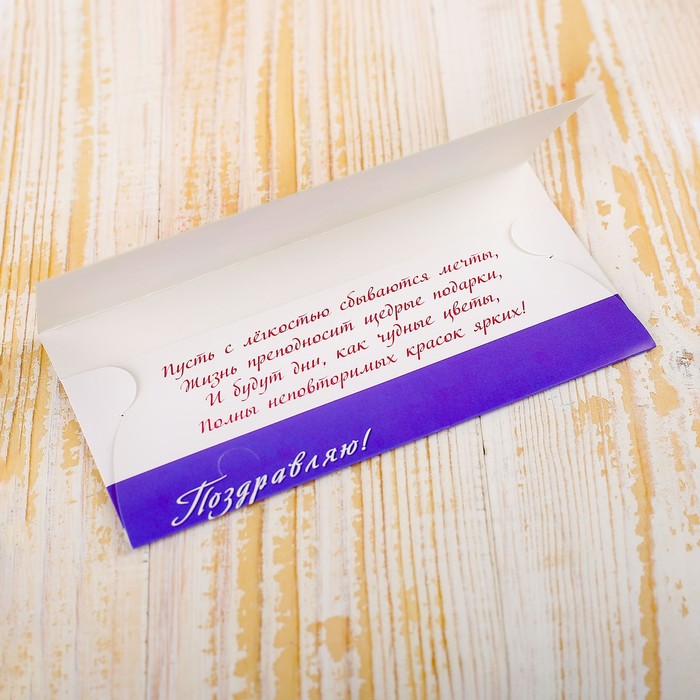 Пусть с лёгкостью сбываются мечты,
Жизнь преподносит щедрые подарки,
И будут дни, как чудные цветы,
Полны неповторимых красок ярких!
Поздравляю!